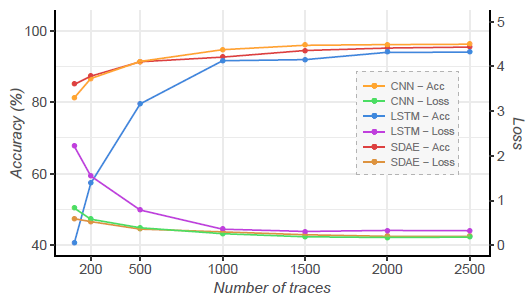 100
80
60
40
Accuracy (%)
5
4
3
2
1
0
Loss
CNN − Acc
CNN − Loss
LSTM − Acc
LSTM − Loss
SDAE − Acc
SDAE − Loss
200 500 1000 1500 2000 2500
Number of traces